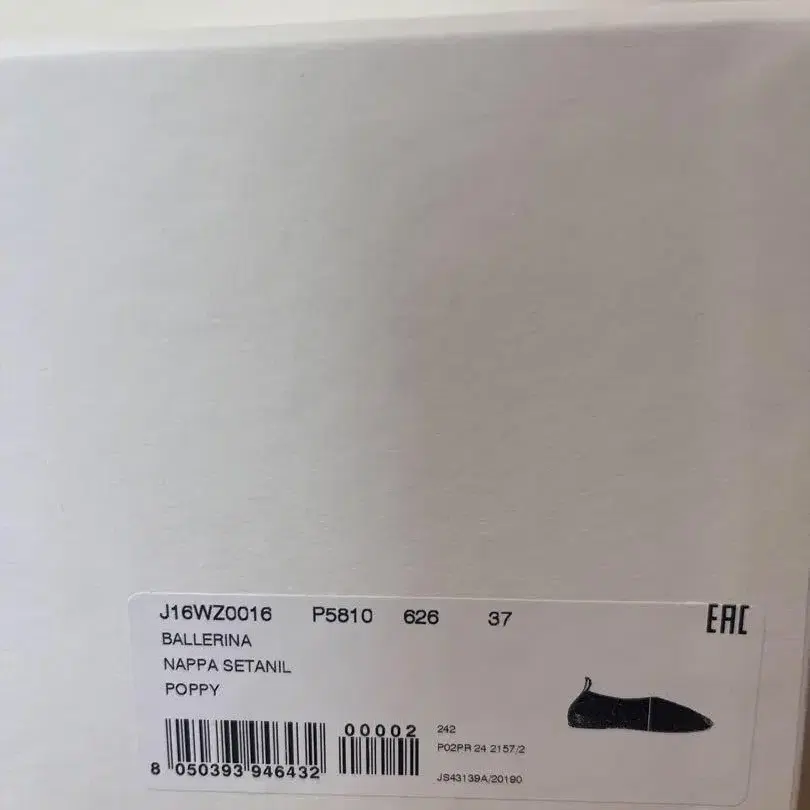 J16WZ0016 P5810 626 37 EAC
BALLERINA
NAPPA SETANIL
POPPY
00002 242
P02PR 24 2157/2
8 050393 946432
JS43139A/20190